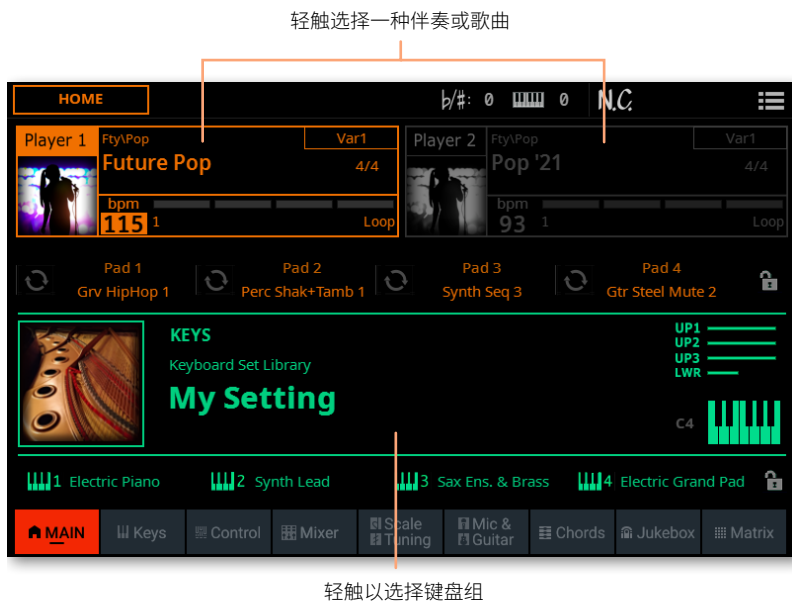 轻触选择一种伴奏或歌曲
HOME
♭/♯: 0 0 N.C.
Player 1 Fty\Pop Var1
Future Pop
4/4
bpm
115 1 Loop
Player 2 Fty\Pop Var1
Pop '21
4/4
bpm
93 1 Loop
Pad 1
Grv HipHop 1
Pad 2
Perc Shak+Tamb 1
Pad 3
Synth Seq 3
Pad 4
Gtr Steel Mute 2
KEYS
Keyboard Set Library
My Setting
UP1
UP2
UP3
LWR
C4
1 Electric Piano
2 Synth Lead
3 Sax Ens. & Brass
4 Electric Grand Pad
MAIN
Keys
Control
Mixer
Scale
Tuning
Mic &
Guitar
Chords
Jukebox
Matrix
轻触以选择键盘组